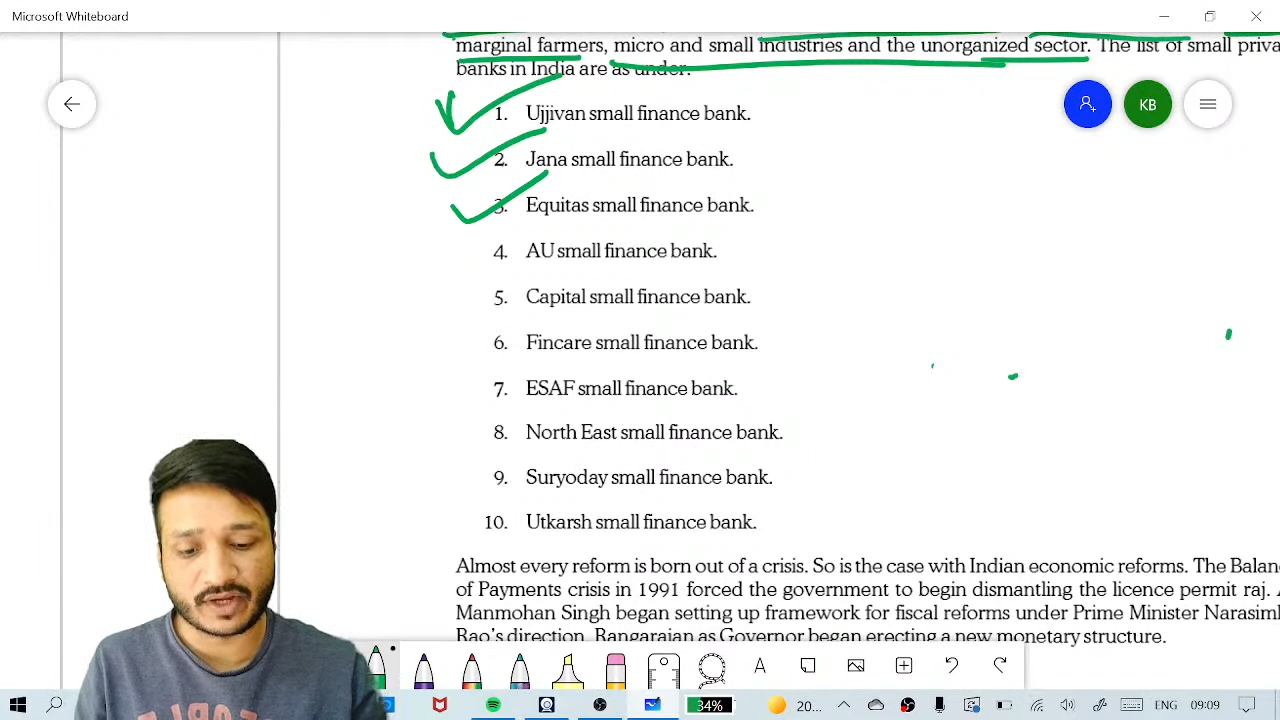 Microsoft Whiteboard
marginal farmers, micro and small industries and the unorganized sector. The list of small priva
banks in India are as under:
KB
1. Ujjivan small finance bank.
2. Jana small finance bank.
3. Equitas small finance bank.
4. AU small finance bank.
5. Capital small finance bank.
6. Fincare small finance bank.
7. ESAF small finance bank.
8. North East small finance bank.
9. Suryoday small finance bank.
10. Utkarsh small finance bank.
Almost every reform is born out of a crisis. So is the case with Indian economic reforms. The Balan
of Payments crisis in 1991 forced the government to begin dismantling the licence permit raj. A
Manmohan Singh began setting up framework for fiscal reforms under Prime Minister Narasiml
Rao's direction. Rangarajan as Governor began erecting a new monetary structure.
A
34%
20...
ENG
09:09